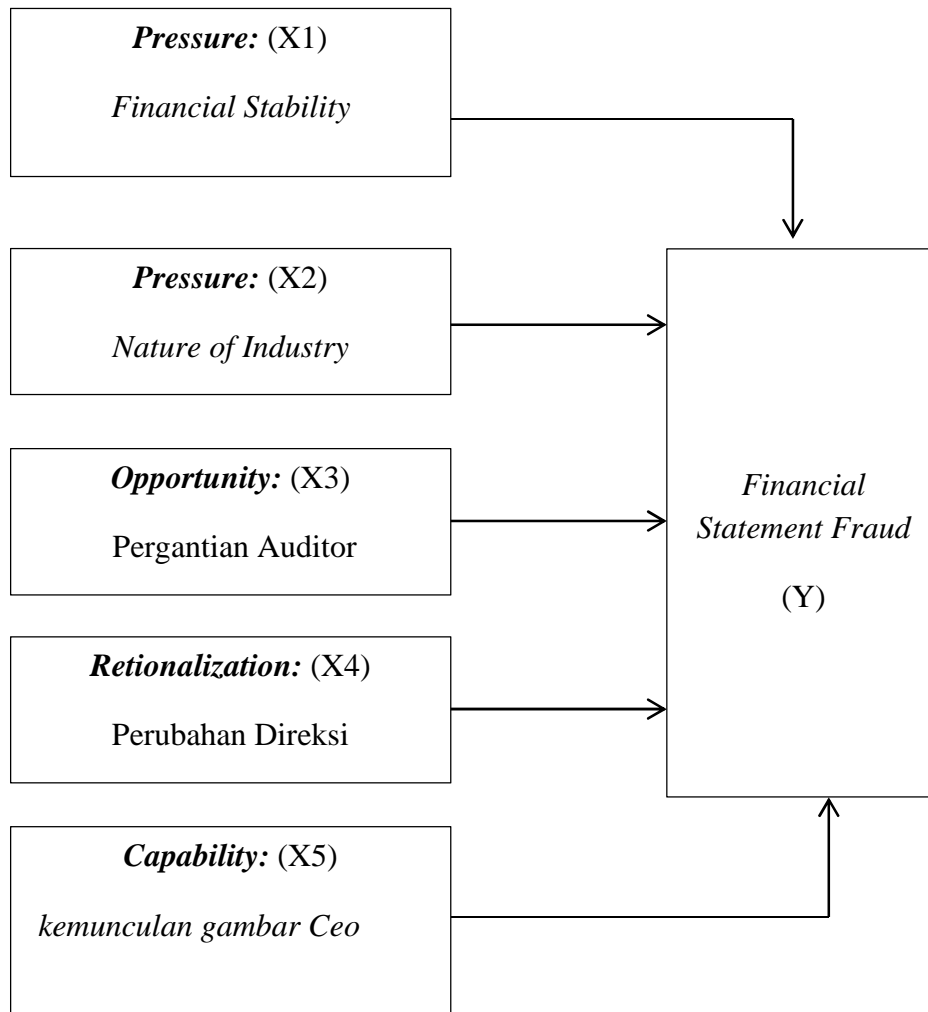 Pressure: (X1)
Financial Stability
Pressure: (X2)
Nature of Industry
Opportunity: (X3)
Pergantian Auditor
Financial
Statement Fraud
(Y)
Retionalization: (X4)
Perubahan Direksi
Capability: (X5)
kemunculan gambar Ceo